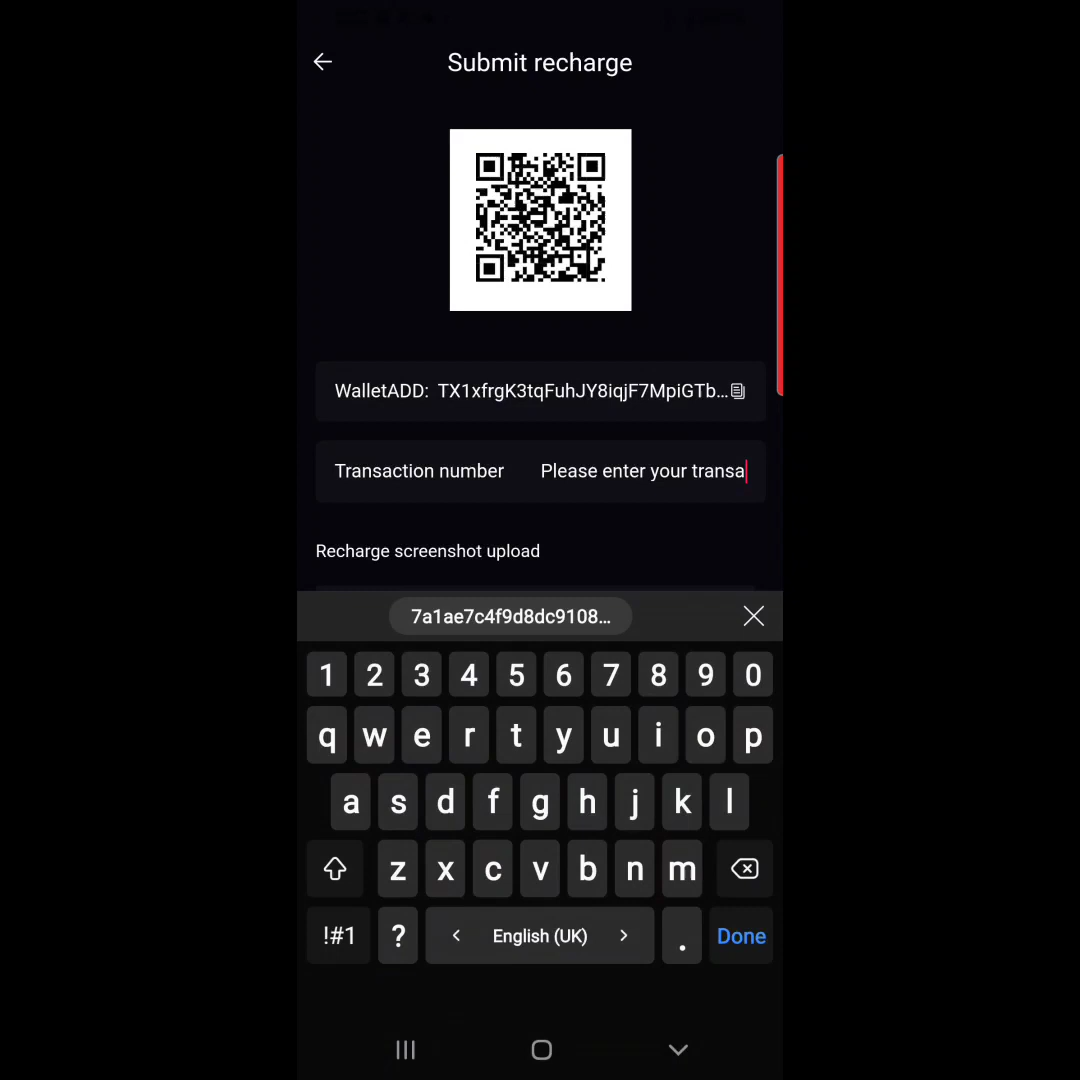 Submit recharge
WalletADD: TX1xfrgK3tqFuhJY8iqjF7MpiGTb...
Transaction number Please enter your transa
Recharge screenshot upload
7a1ae7c4f9d8dc9108...
1 2 3 4 5 6 7 8 9 0
q w e r t y u i o p
a s d f g h j k l
z x c v b n m
!#1 ? < English (UK) > . Done